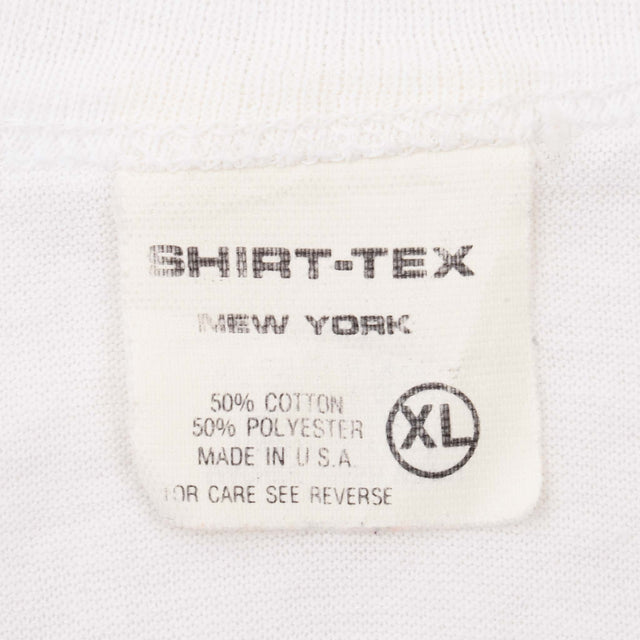 SHIRT-TEX
NEW YORK
50% COTTON
50% POLYESTER
MADE IN U.S.A.
XL
FOR CARE SEE REVERSE